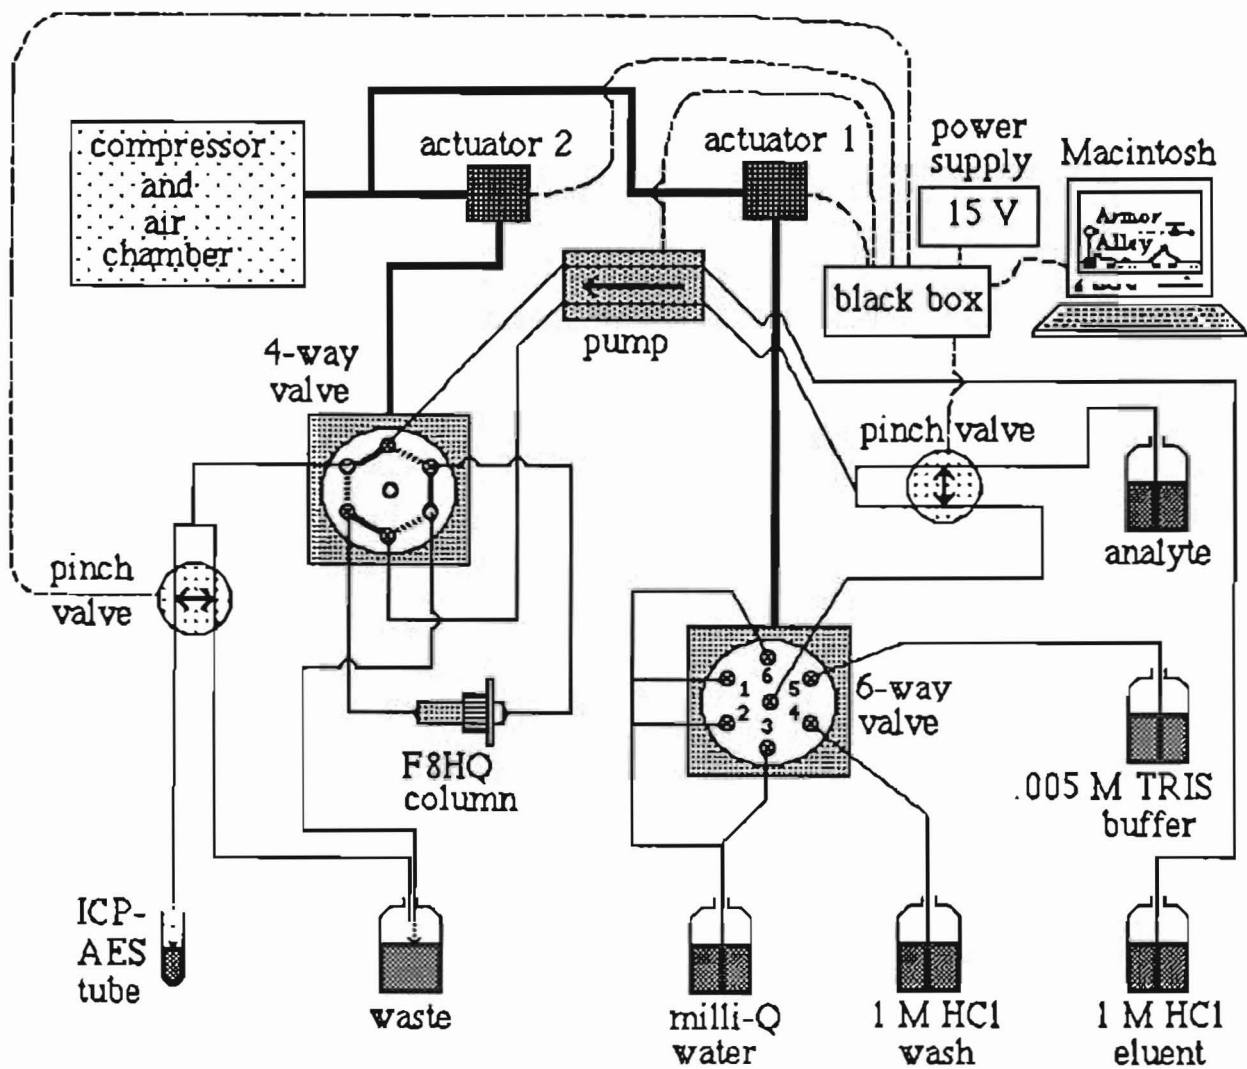 compressor
and
air
chamber
actuator 2
actuator 1
power
supply
15 V
Macintosh
Armor
Alley
black box
pump
4-way
valve
pinch valve
analyte
pinch
valve
6
1
5
2
4
3
6-way
valve
F8HQ
column
.005 M TRIS
buffer
ICP-
AES
tube
waste
milli-Q
water
1 M HCl
wash
1 M HCl
eluent